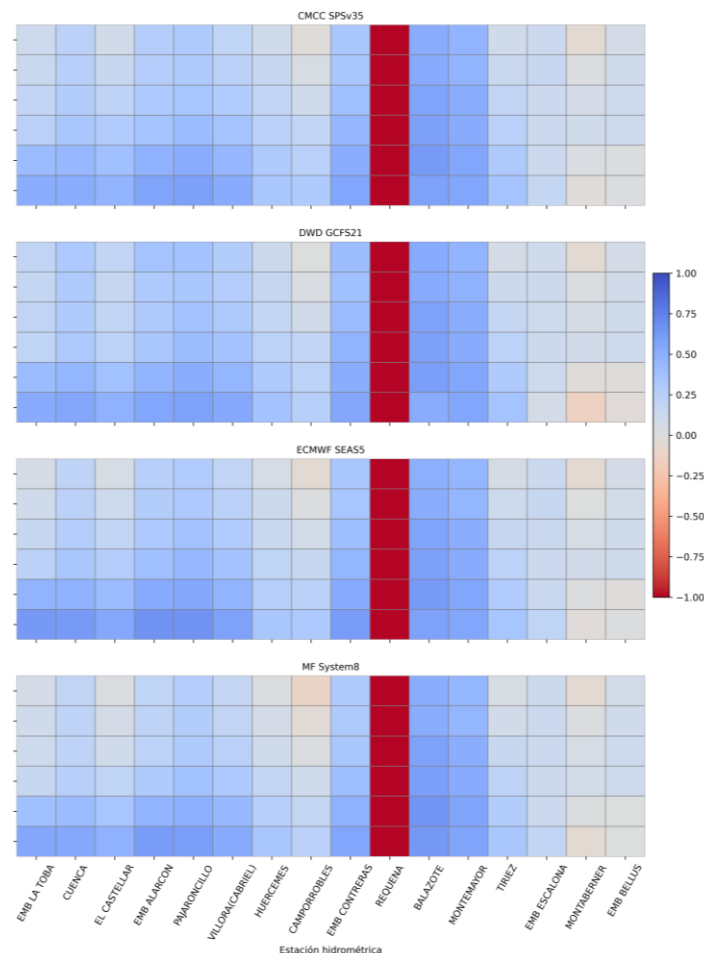 CMCC SPSv35
DWD GCFS21
1.00
0.75
0.50
0.25
0.00
−0.25
−0.50
−0.75
−1.00
ECMWF SEAS5
MF System8
EMB LA TOBA
CUENCA
EL CASTELLAR
EMB ALARCON
PAJARONCILLO
VILLORA(CABRIEL)
HUERCEMES
CAMPORROBLES
EMB CONTRERAS
REQUENA
BALAZOTE
MONTEMAYOR
TIRIEZ
EMB ESCALONA
MONTABERNER
EMB BELLUS
Estación hidrométrica